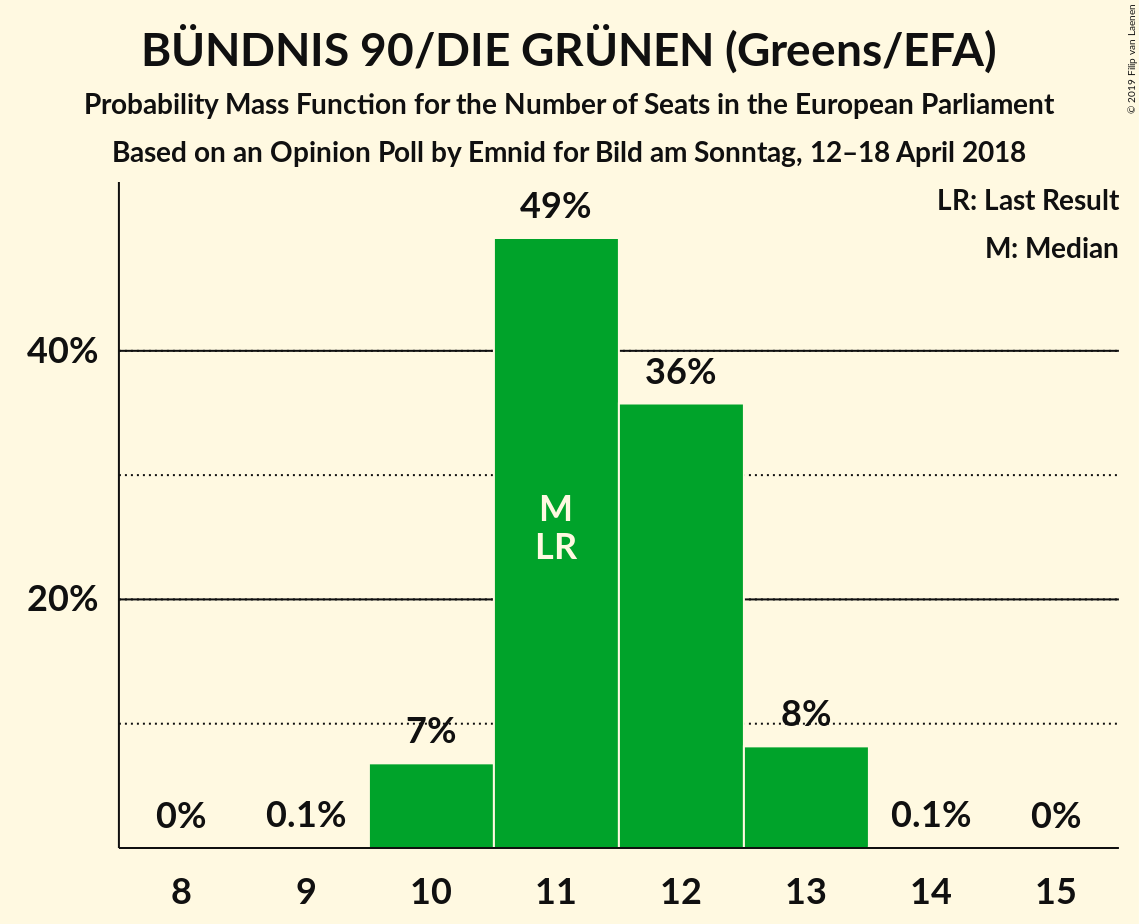 BÜNDNIS 90/DIE GRÜNEN (Greens/EFA)
Probability Mass Function for the Number of Seats in the European Parliament
Based on an Opinion Poll by Emnid for Bild am Sonntag, 12–18 April 2018
© 2019 Filip van Laenen
LR: Last Result
M: Median
49%
40%
36%
M
LR
20%
7%
8%
0%
0.1%
0.1%
0%
8 9 10 11 12 13 14 15